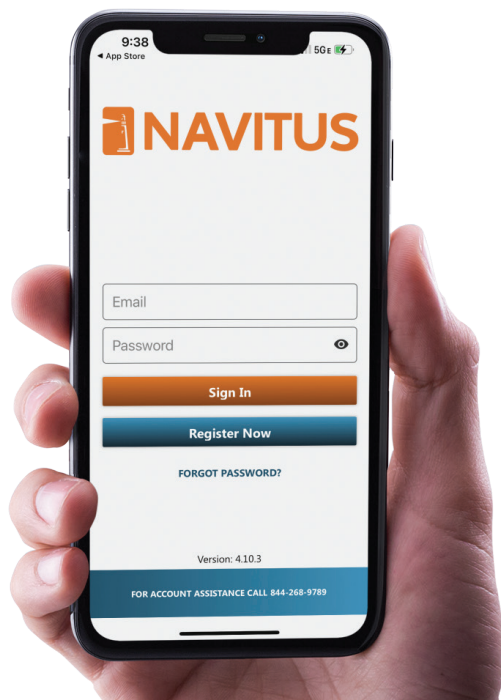 9:38
◀ App Store
5GE
NAVITUS
Email
Password
Sign In
Register Now
FORGOT PASSWORD?
Version: 4.10.3
FOR ACCOUNT ASSISTANCE CALL 844-268-9789